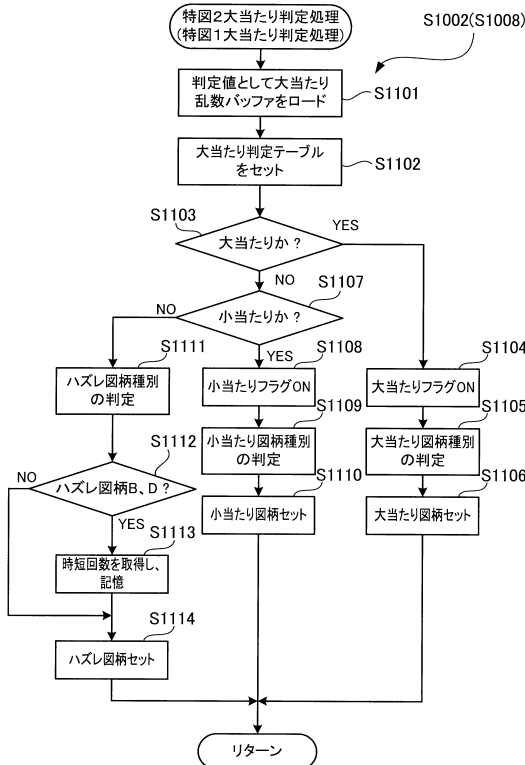 特図2大当たり判定処理
(特図1大当たり判定処理)
S1002(S1008)
判定値として大当たり
乱数バッファをロード
S1101
大当たり判定テーブル
をセット
S1102
S1103
大当たりか?
YES
NO
S1107
小当たりか?
NO
YES
S1111
ハズレ図柄種別
の判定
S1108
小当たりフラグON
S1104
大当たりフラグON
S1109
小当たり図柄種別
の判定
S1105
大当たり図柄種別
の判定
S1112
ハズレ図柄B、D?
NO
YES
S1110
小当たり図柄セット
S1106
大当たり図柄セット
S1113
時短回数を取得し、
記憶
S1114
ハズレ図柄セット
リターン